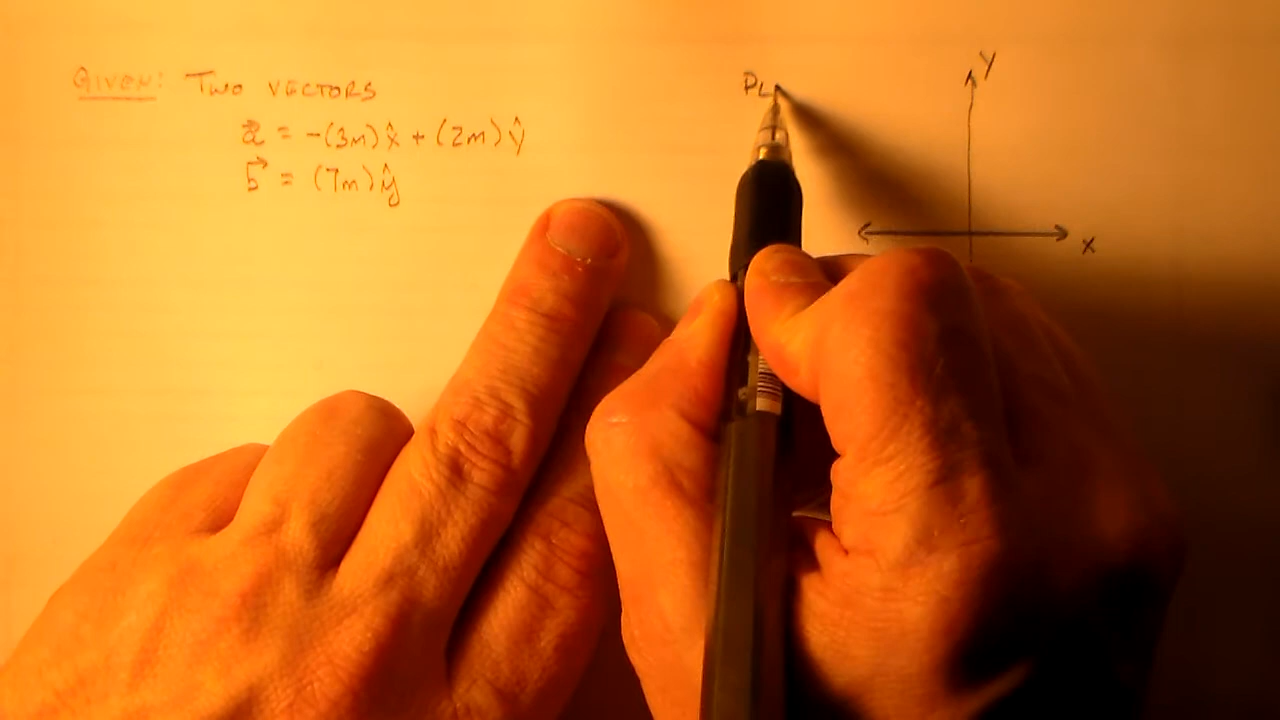 GIVEN: TWO VECTORS
a⃗ = -(3m)x̂ + (2m)ŷ
b⃗ = (7m)ŷ
PL
y
x